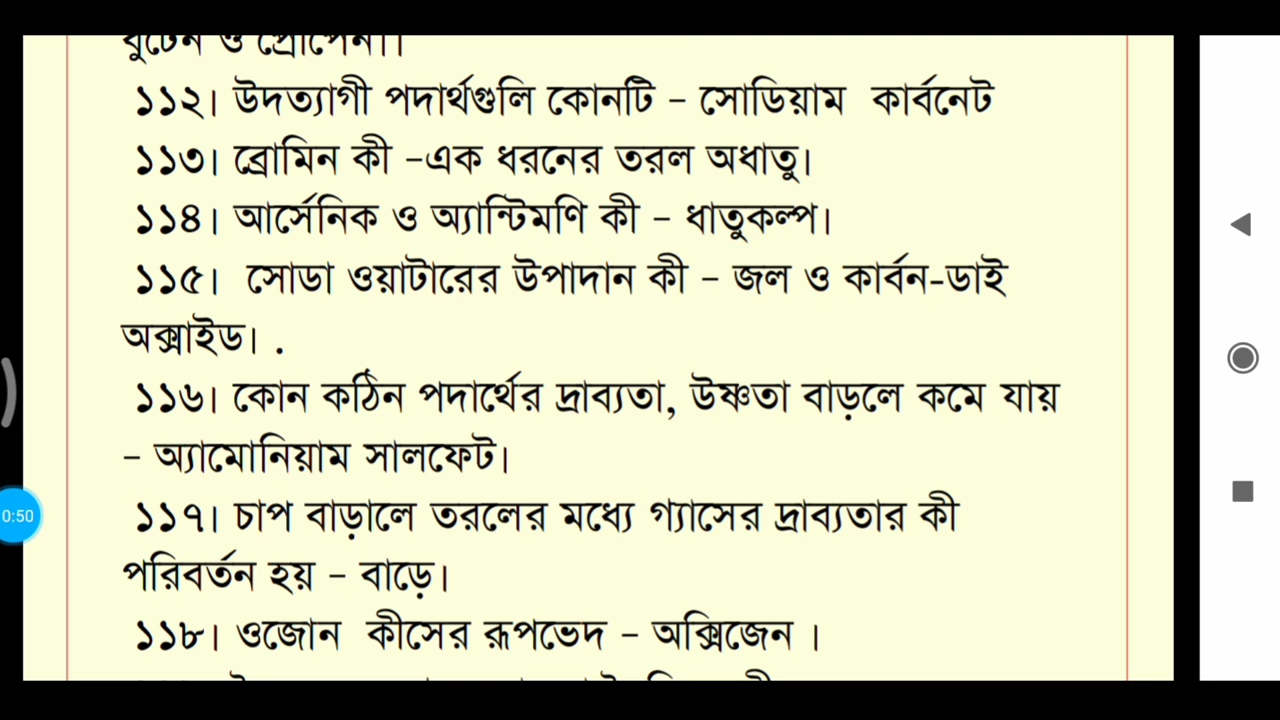 বুটেন ও প্রোপেন।।
১১২। উদত্যাগী পদার্থগুলি কোনটি – সোডিয়াম কার্বনেট
১১৩। ব্রোমিন কী –এক ধরনের তরল অধাতু।
১১৪। আর্সেনিক ও অ্যান্টিমণি কী – ধাতুকল্প।
১১৫। সোডা ওয়াটারের উপাদান কী – জল ও কার্বন-ডাই
অক্সাইড। .
১১৬। কোন কঠিন পদার্থের দ্রাব্যতা, উষ্ণতা বাড়লে কমে যায়
– অ্যামোনিয়াম সালফেট।
0:50
১১৭। চাপ বাড়ালে তরলের মধ্যে গ্যাসের দ্রাব্যতার কী
পরিবর্তন হয় – বাড়ে।
১১৮। ওজোন কীসের রূপভেদ – অক্সিজেন ।